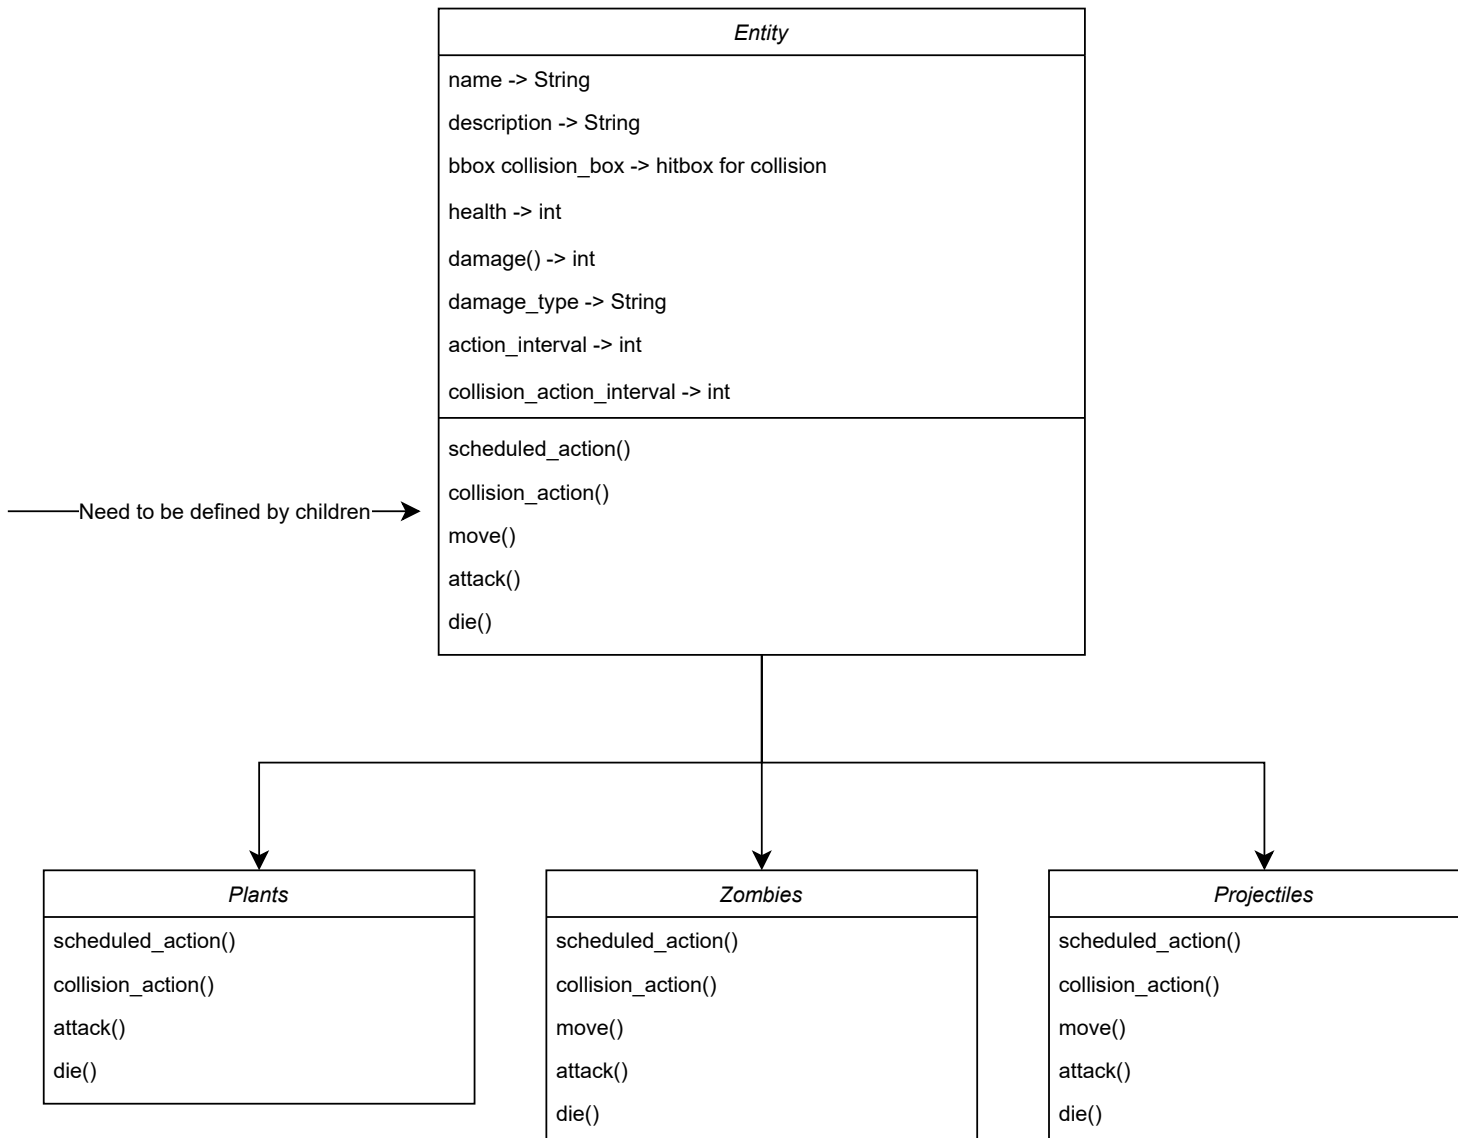 Entity
name -> String
description -> String
bbox collision_box -> hitbox for collision
health -> int
damage() -> int
damage_type -> String
action_interval -> int
collision_action_interval -> int
scheduled_action()
collision_action()
Need to be defined by children
move()
attack()
die()
Plants
scheduled_action()
collision_action()
attack()
die()
Zombies
scheduled_action()
collision_action()
move()
attack()
die()
Projectiles
scheduled_action()
collision_action()
move()
attack()
die()